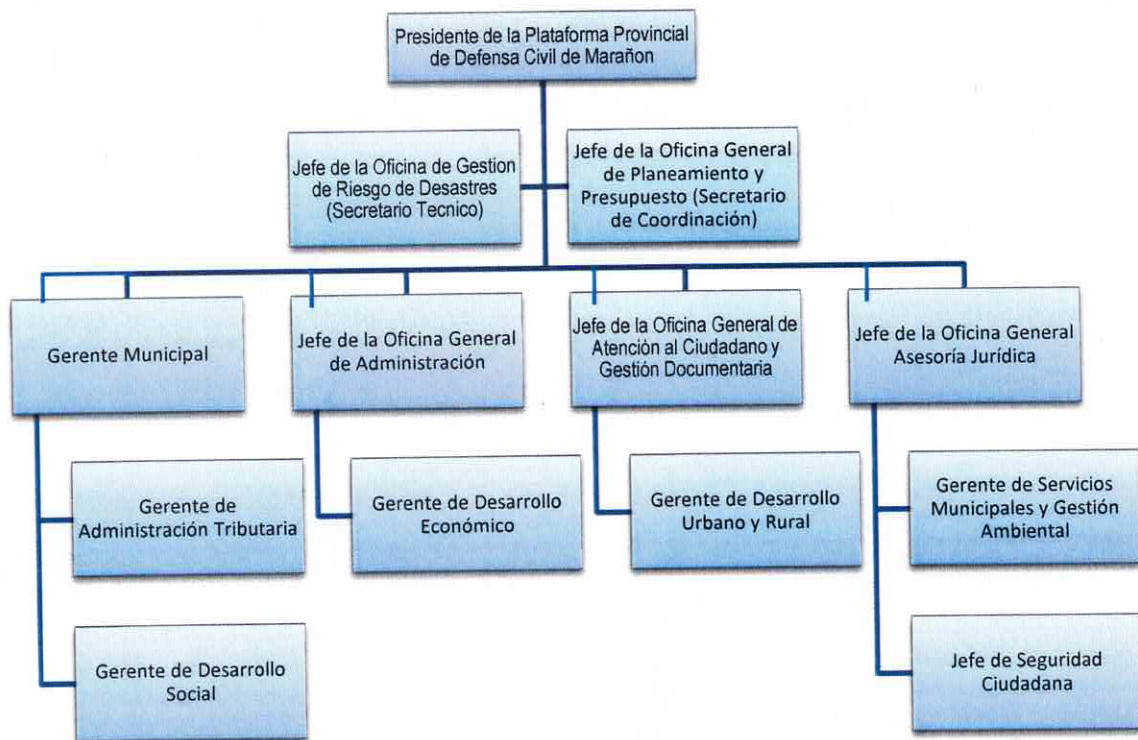 Presidente de la Plataforma Provincial
de Defensa Civil de Marañon
Jefe de la Oficina de Gestion
de Riesgo de Desastres
(Secretario Tecnico)
Jefe de la Oficina General
de Planeamiento y
Presupuesto (Secretario
de Coordinación)
Gerente Municipal
Jefe de la Oficina General
de Administración
Jefe de la Oficina General de
Atención al Ciudadano y
Gestión Documentaria
Jefe de la Oficina General
Asesoría Jurídica
Gerente de
Administración Tributaria
Gerente de Desarrollo
Económico
Gerente de Desarrollo
Urbano y Rural
Gerente de Servicios
Municipales y Gestión
Ambiental
Gerente de Desarrollo
Social
Jefe de Seguridad
Ciudadana